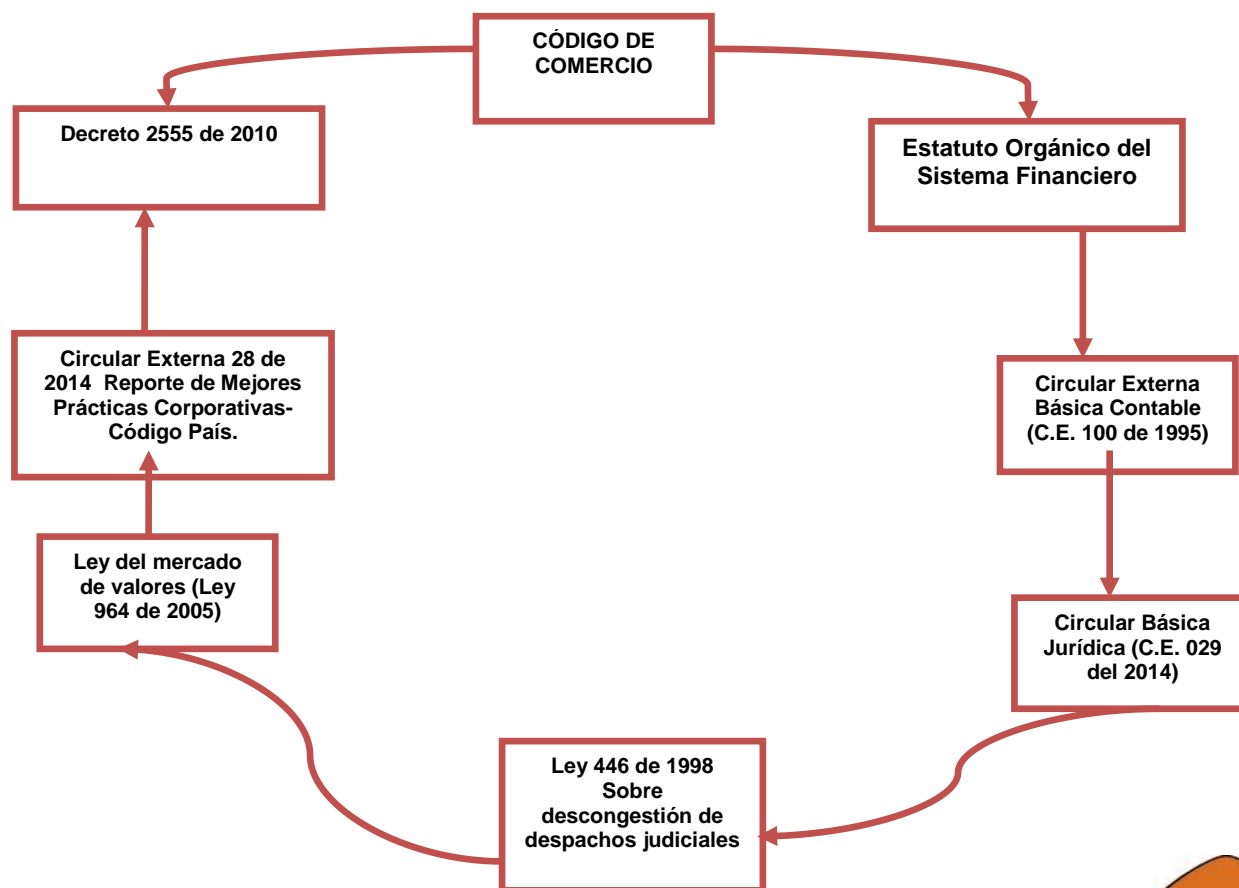 CÓDIGO DE
COMERCIO
Decreto 2555 de 2010
Estatuto Orgánico del
Sistema Financiero
Circular Externa 28 de
2014 Reporte de Mejores
Prácticas Corporativas-
Código País.
Circular Externa
Básica Contable
(C.E. 100 de 1995)
Ley del mercado
de valores (Ley
964 de 2005)
Circular Básica
Jurídica (C.E. 029
del 2014)
Ley 446 de 1998
Sobre
descongestión de
despachos judiciales